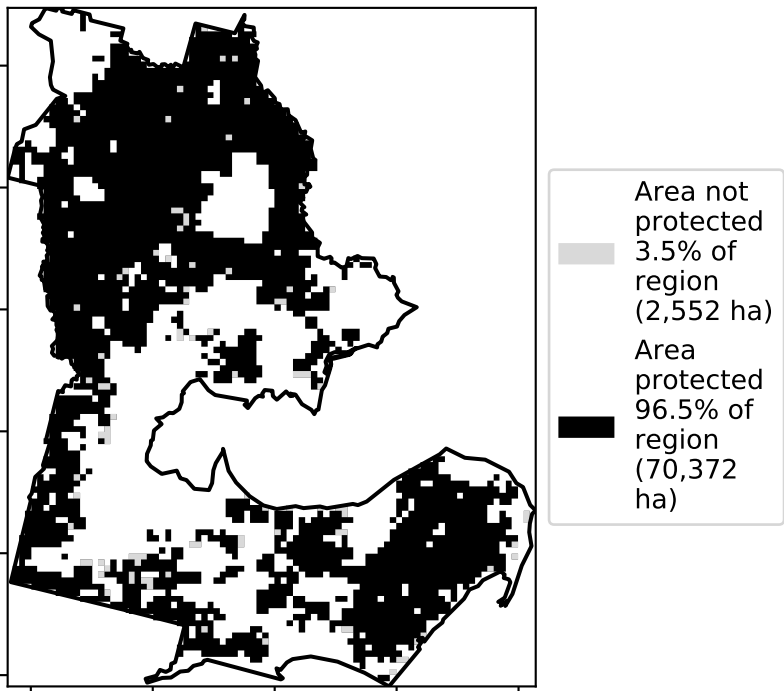 Area not
protected
3.5% of
region
(2,552 ha)
Area
protected
96.5% of
region
(70,372
ha)